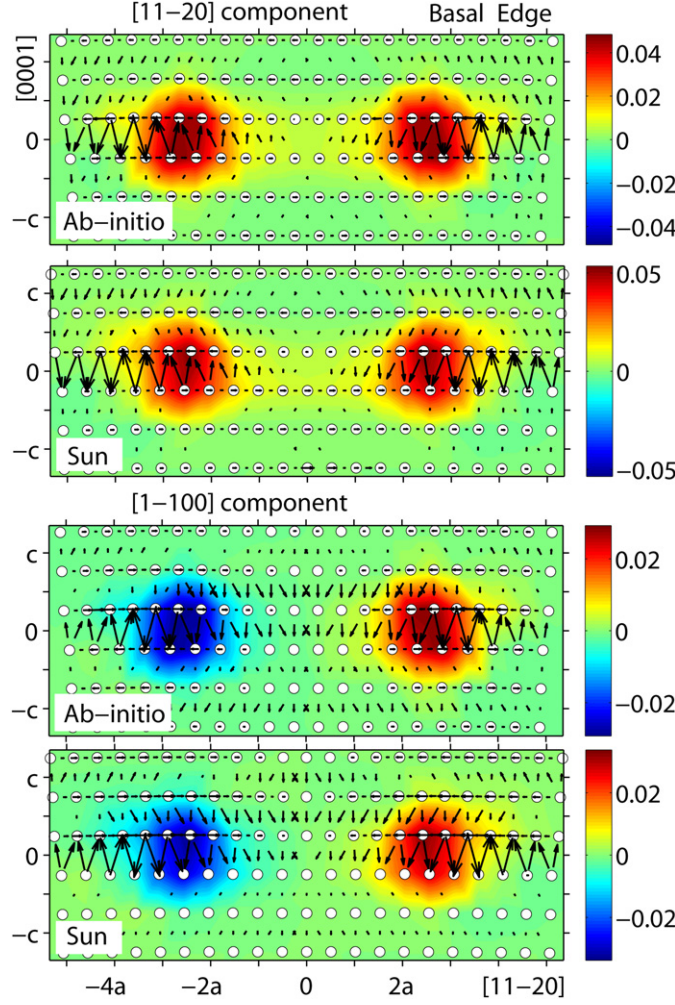 [11−20] component Basal Edge
[0001]
0.04
0.02
0
0
−0.02
−c
−0.04
Ab−initio
0.05
c
0
0
−c
−0.05
Sun
[1−100] component
c
0.02
0
0
−0.02
−c
Ab−initio
c
0.02
0
0
−0.02
−c
Sun
−4a −2a 0 2a [11−20]